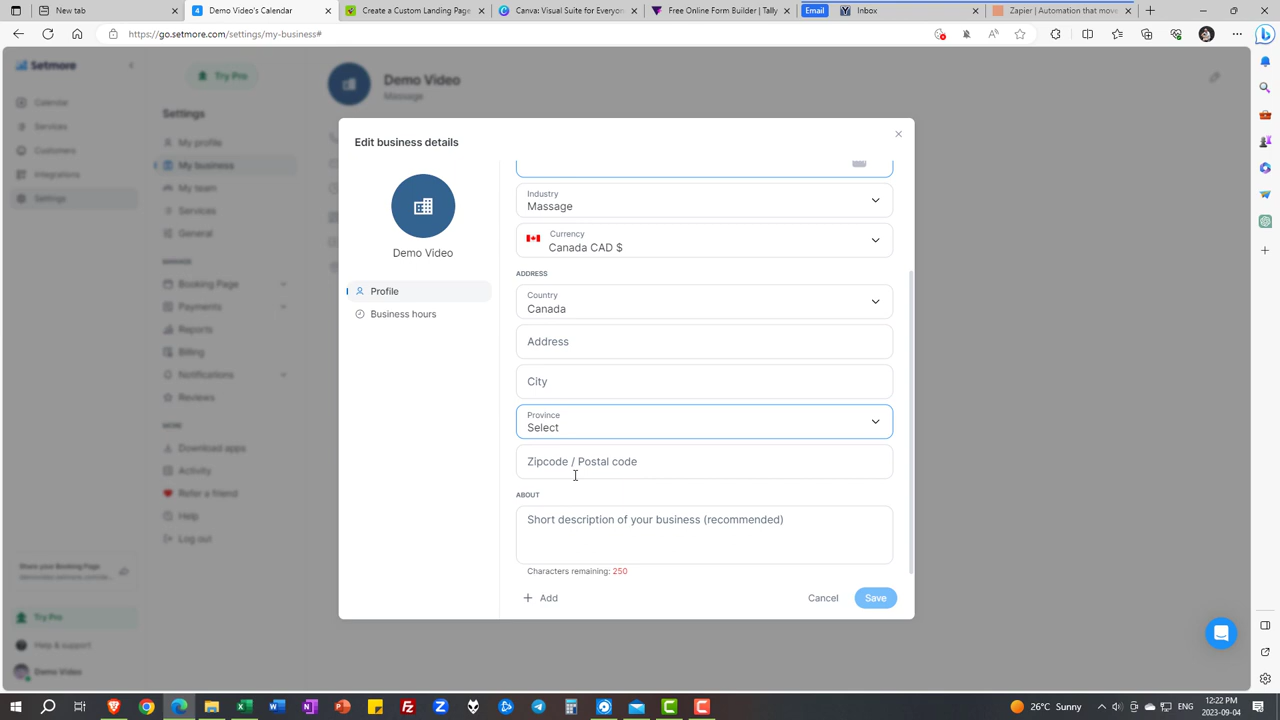 New tab
4 Demo Video's Calendar
Create a Custom Landing Page
Canva: Visual Suite for Everyon
Free Online Form Builder | Tally
Email
Inbox
Zapier | Automation that move
https://go.setmore.com/settings/my-business#
Setmore
Calendar
Services
Customers
Integrations
Settings
Share your Booking Page
Try Pro
Help & support
Demo Video
Try Pro
Settings
My profile
My business
My team
Services
General
MANAGE
Booking Page
Payments
Reports
Billing
Notifications
Reviews
MORE
Download apps
Activity
Refer a friend
Help
Log out
Demo Video
Massage
Edit business details
Demo Video
Profile
Business hours
Industry
Massage
Currency
Canada CAD $
ADDRESS
Country
Canada
Address
City
Province
Select
Zipcode / Postal code
ABOUT
Short description of your business (recommended)
Characters remaining: 250
+ Add
Cancel
Save
26°C Sunny
ENG
12:22 PM
2023-09-04